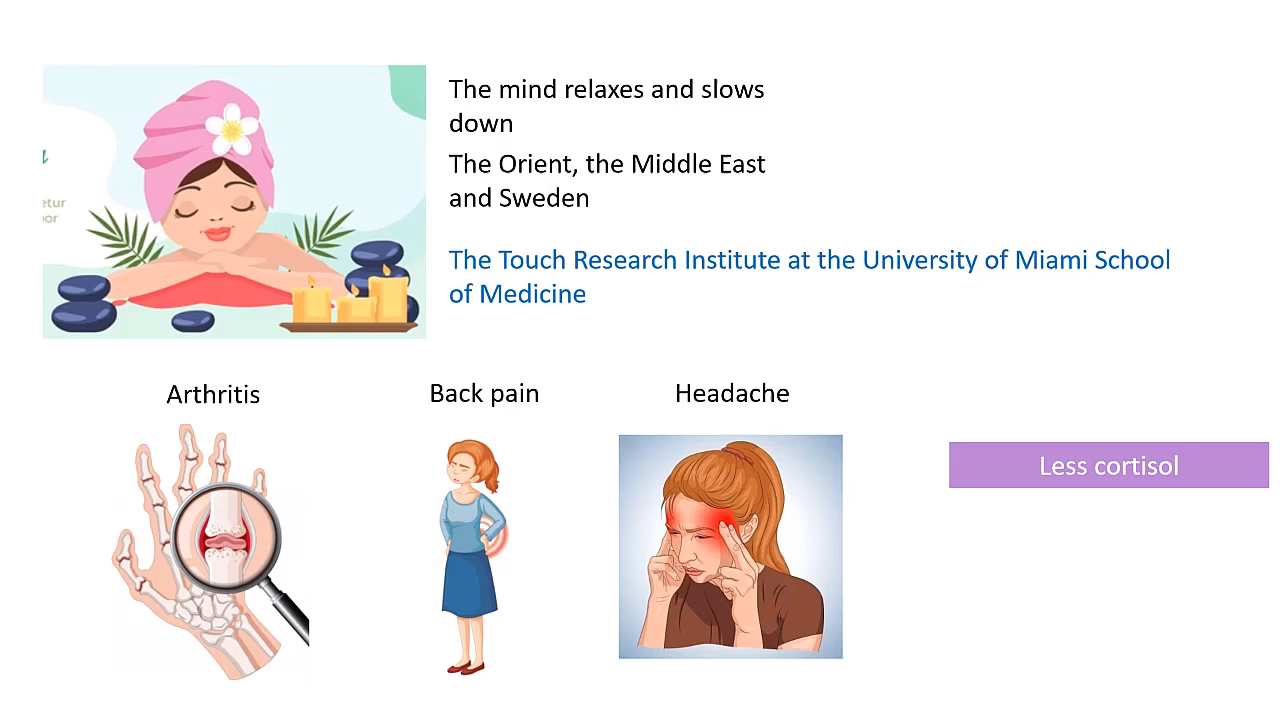 The mind relaxes and slows
down
The Orient, the Middle East
and Sweden
The Touch Research Institute at the University of Miami School
of Medicine
Arthritis
Back pain
Headache
Less cortisol